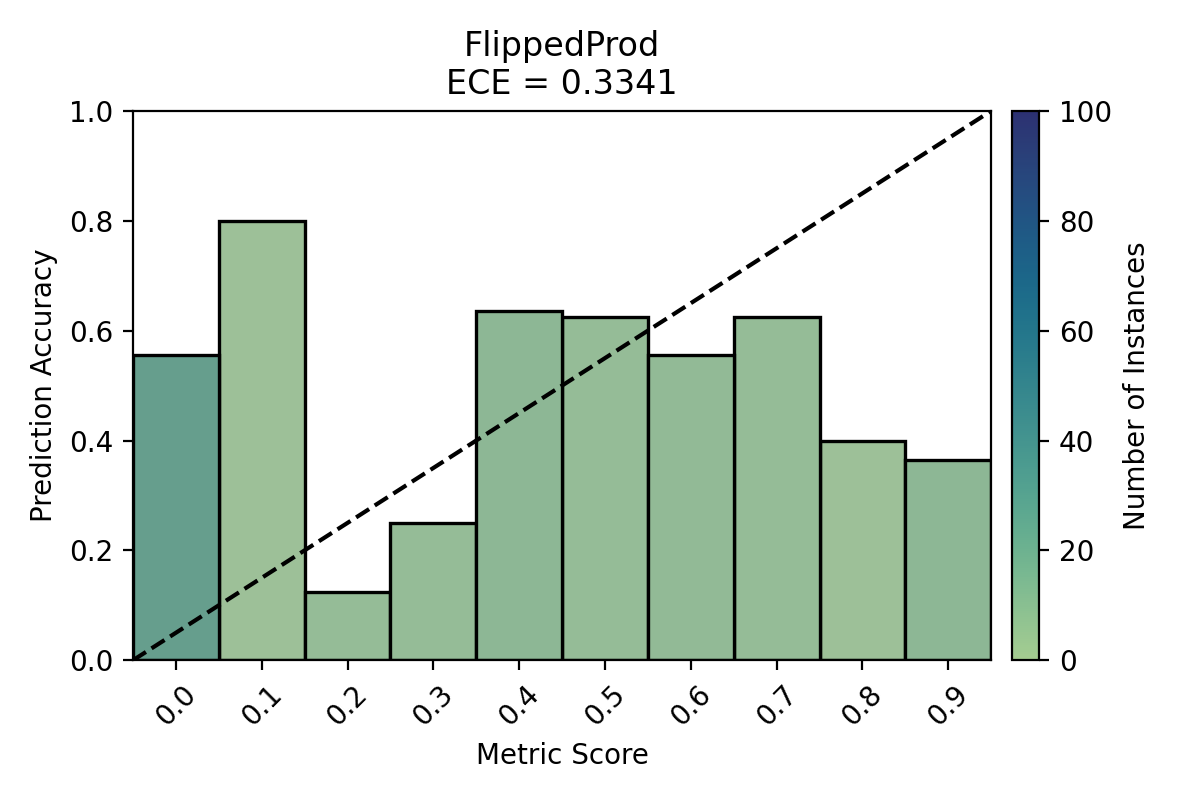 FlippedProd
ECE = 0.3341
1.0
0.8
0.6
0.4
0.2
0.0
Prediction Accuracy
0.0 0.1 0.2 0.3 0.4 0.5 0.6 0.7 0.8 0.9
Metric Score
100
80
60
40
20
0
Number of Instances